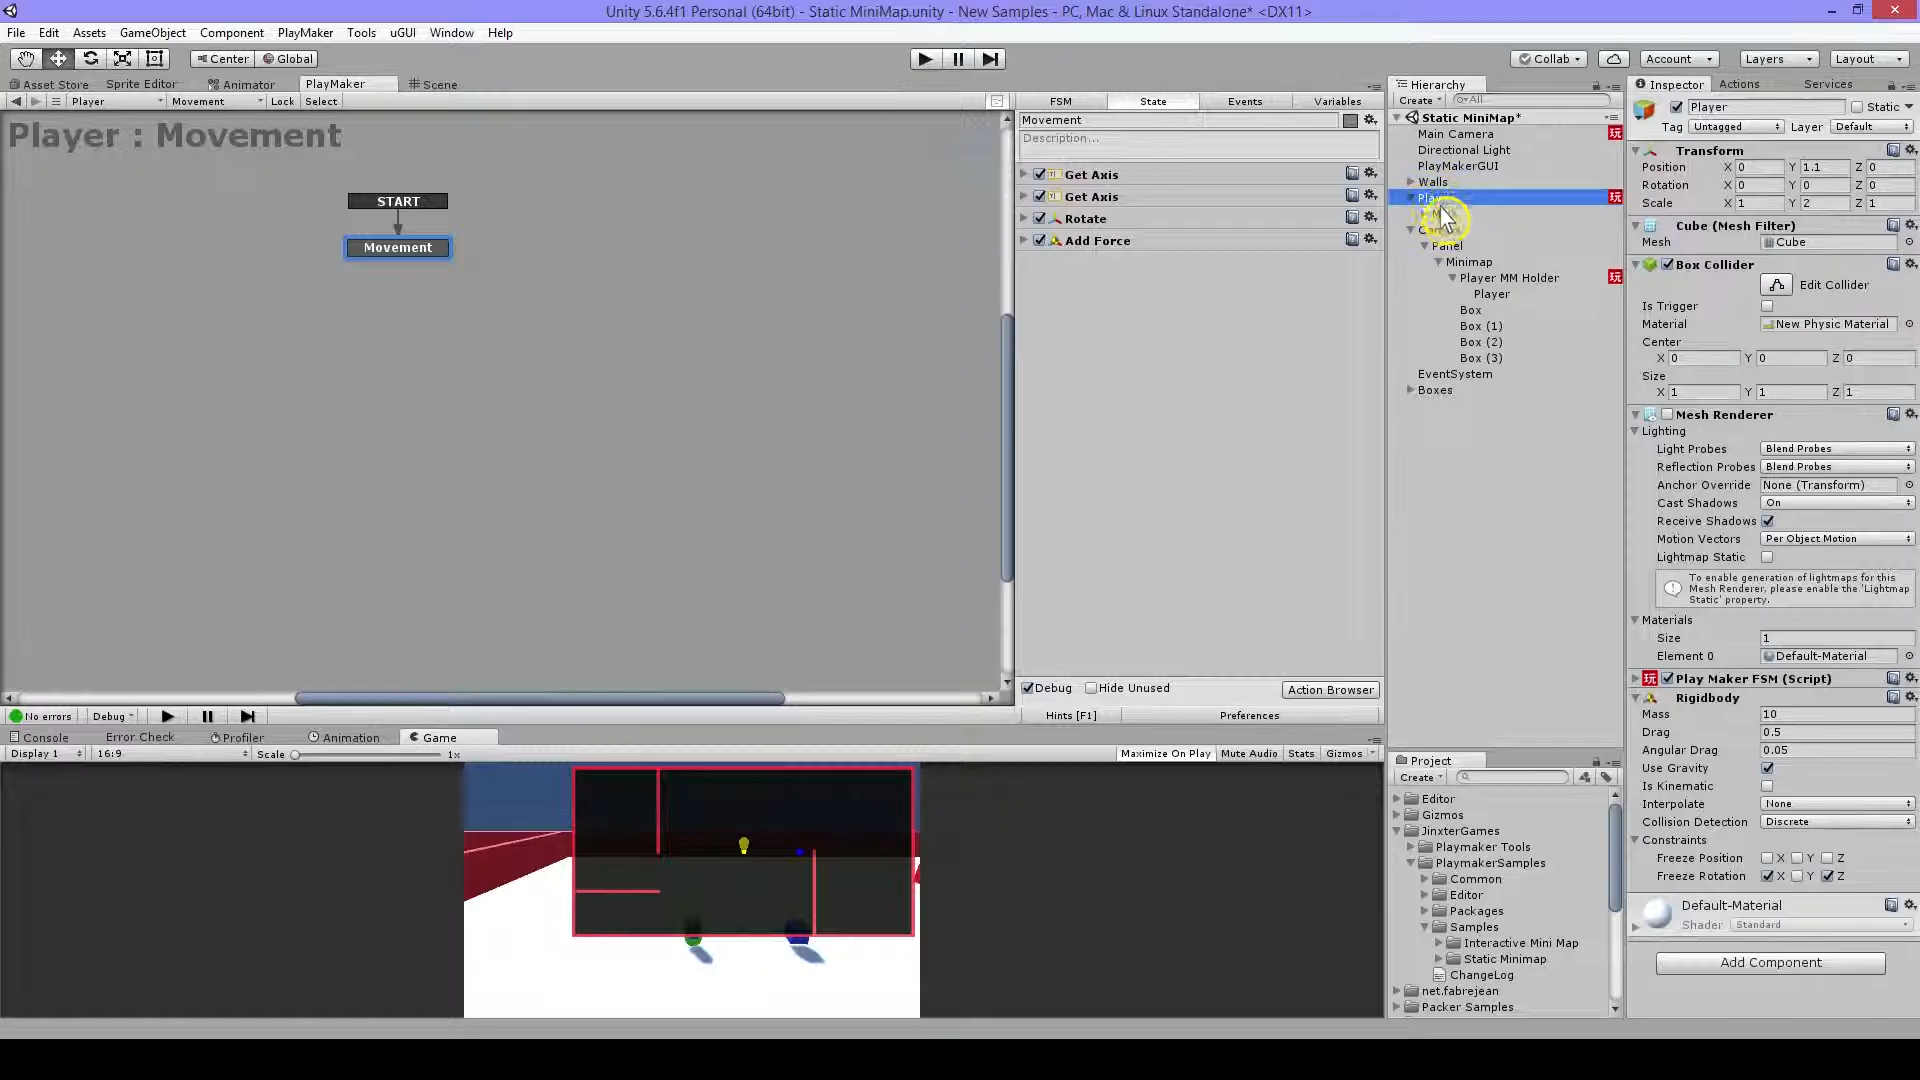 Unity 5.6.4f1 Personal (64bit) - Static MiniMap.unity - New Samples - PC, Mac & Linux Standalone* <DX11>
File Edit Assets GameObject Component PlayMaker Tools uGUI Window Help
Center Global
Collab Account Layers Layout
Asset Store Sprite Editor Animator PlayMaker Scene
Player Movement Lock Select
Player : Movement
START
Movement
No errors Debug
FSM State Events Variables
Movement
Description...
Get Axis
Get Axis
Rotate
Add Force
Debug Hide Unused Action Browser
Hints [F1] Preferences
Console Error Check Profiler Animation Game
Display 1 16:9 Scale 1x Maximize On Play Mute Audio Stats Gizmos
Hierarchy
Create All
Static MiniMap*
Main Camera
Directional Light
PlayMakerGUI
Walls
Panel
Minimap
Player MM Holder
Player
Box
Box (1)
Box (2)
Box (3)
EventSystem
Boxes
Project
Create
Editor
Gizmos
JinxterGames
Playmaker Tools
PlaymakerSamples
Common
Editor
Packages
Samples
Interactive Mini Map
Static Minimap
ChangeLog
net.fabrejean
Packer Samples
Inspector Actions Services
Player Static
Tag Untagged Layer Default
Transform
Position X 0 Y 1.1 Z 0
Rotation X 0 Y 0 Z 0
Scale X 1 Y 2 Z 1
Cube (Mesh Filter)
Mesh Cube
Box Collider
Edit Collider
Is Trigger
Material New Physic Material
Center
X 0 Y 0 Z 0
Size
X 1 Y 1 Z 1
Mesh Renderer
Lighting
Light Probes Blend Probes
Reflection Probes Blend Probes
Anchor Override None (Transform)
Cast Shadows On
Receive Shadows
Motion Vectors Per Object Motion
Lightmap Static
To enable generation of lightmaps for this
Mesh Renderer, please enable the 'Lightmap
Static' property.
Materials
Size 1
Element 0 Default-Material
Play Maker FSM (Script)
Rigidbody
Mass 10
Drag 0.5
Angular Drag 0.05
Use Gravity
Is Kinematic
Interpolate None
Collision Detection Discrete
Constraints
Freeze Position X Y Z
Freeze Rotation X Y Z
Default-Material
Shader Standard
Add Component